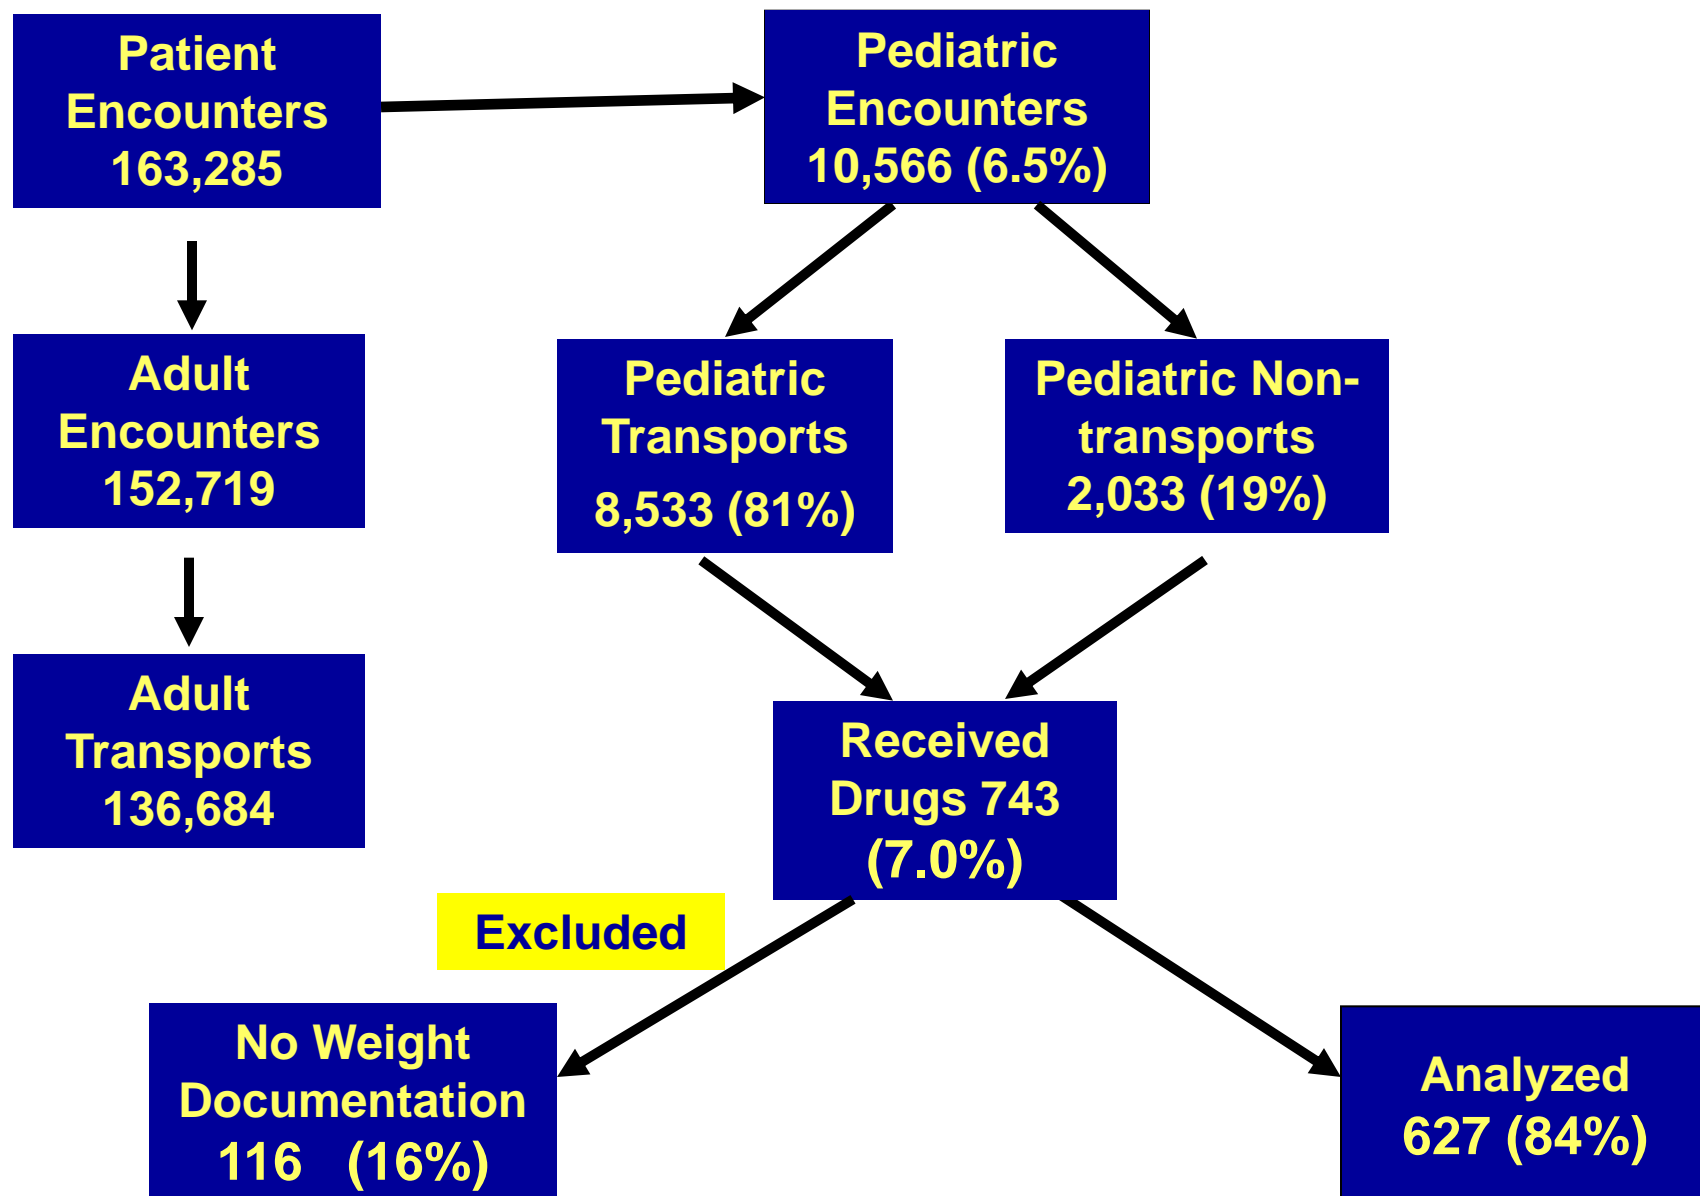 Patient
Encounters
163,285
Pediatric
Encounters
10,566 (6.5%)
Adult
Encounters
152,719
Pediatric
Transports
8,533 (81%)
Pediatric Non-
transports
2,033 (19%)
Adult
Transports
136,684
Received
Drugs 743
(7.0%)
Excluded
No Weight
Documentation
116 (16%)
Analyzed
627 (84%)